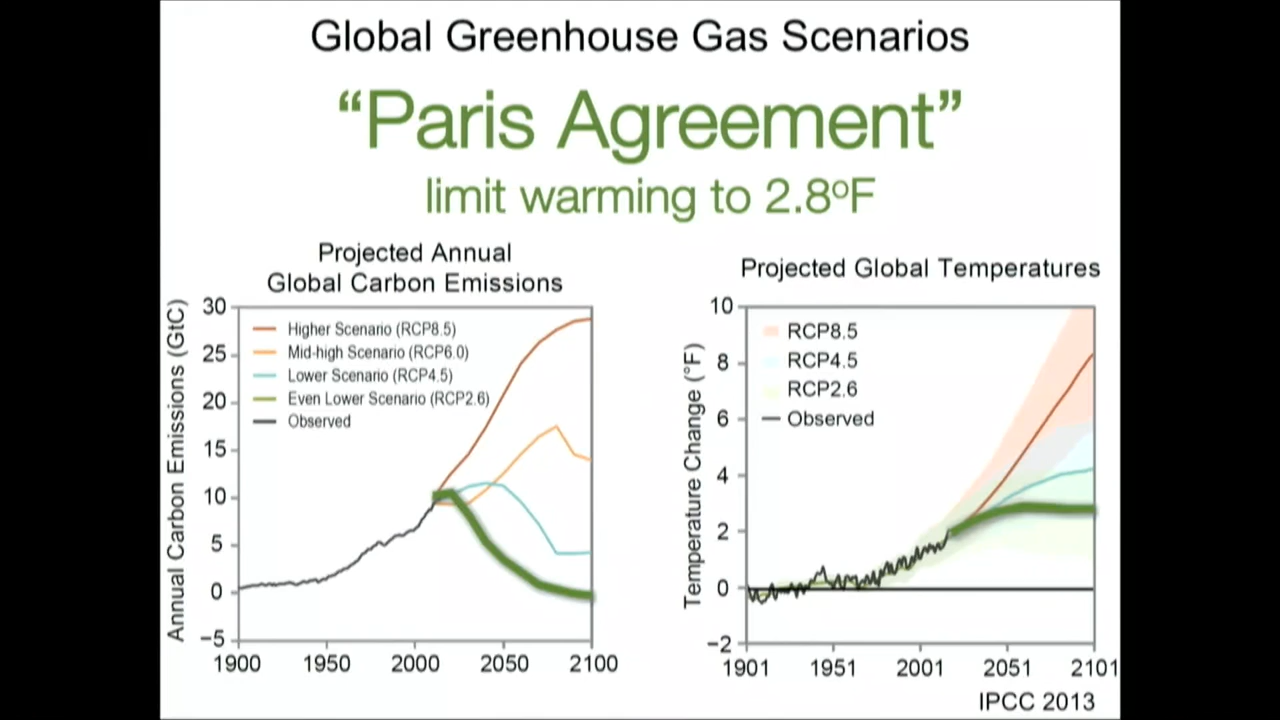 Global Greenhouse Gas Scenarios
“Paris Agreement”
limit warming to 2.8ºF
Projected Annual
Global Carbon Emissions
Annual Carbon Emissions (GtC)
30
25
20
15
10
5
0
−5
Higher Scenario (RCP8.5)
Mid-high Scenario (RCP6.0)
Lower Scenario (RCP4.5)
Even Lower Scenario (RCP2.6)
Observed
1900 1950 2000 2050 2100
Projected Global Temperatures
Temperature Change (°F)
10
8
6
4
2
0
−2
RCP8.5
RCP4.5
RCP2.6
Observed
1901 1951 2001 2051 2101
IPCC 2013